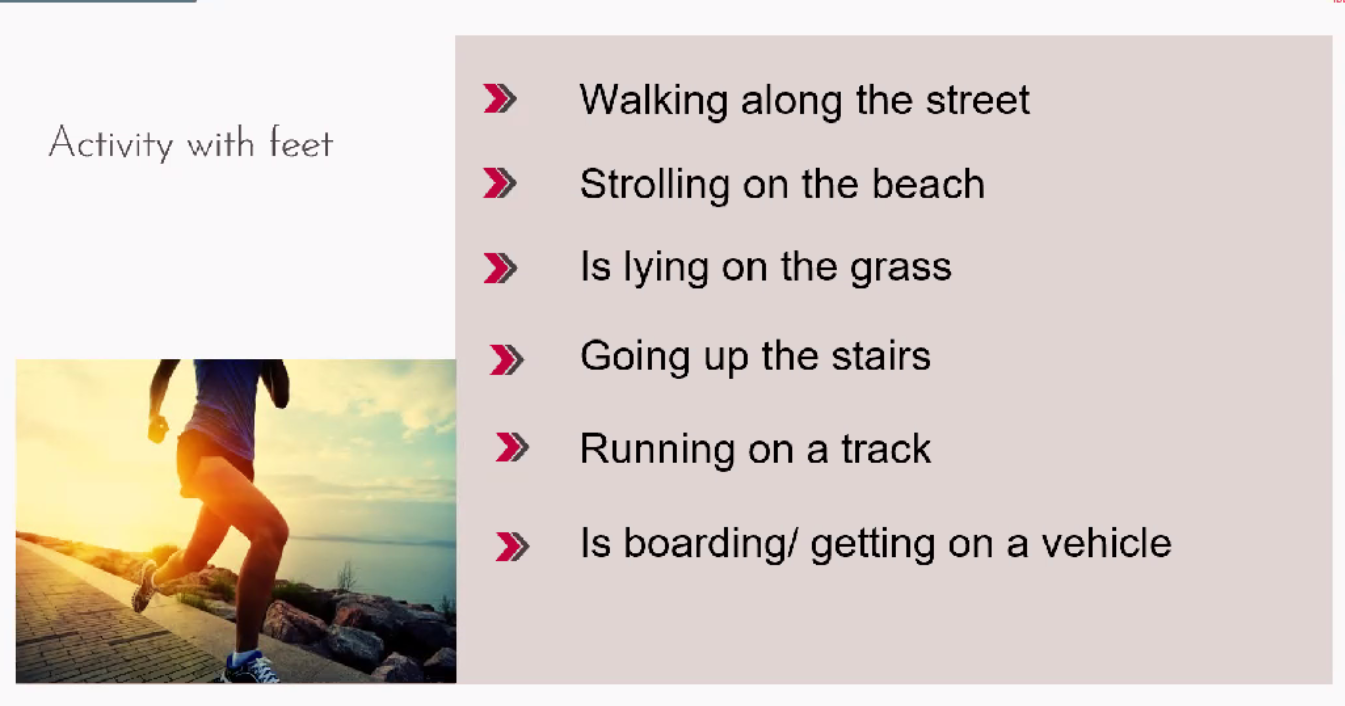 Activity with feet
Walking along the street
Strolling on the beach
Is lying on the grass
Going up the stairs
Running on a track
Is boarding/ getting on a vehicle